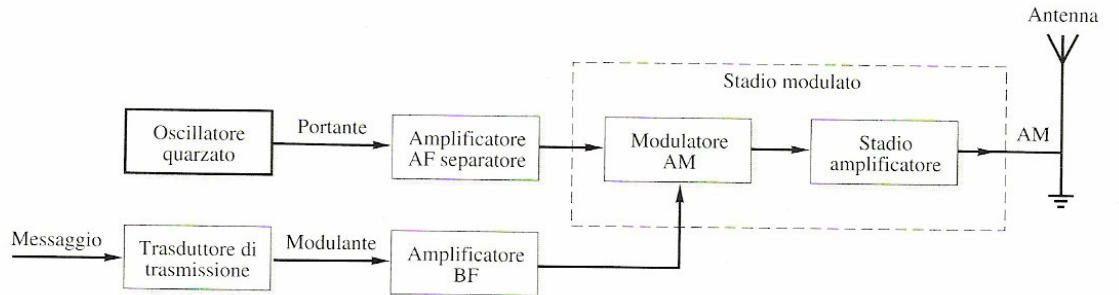 Antenna
Stadio modulato
Oscillatore
quarzato
Portante
Amplificatore
AF separatore
Modulatore
AM
Stadio
amplificatore
AM
Messaggio
Trasduttore di
trasmissione
Modulante
Amplificatore
BF